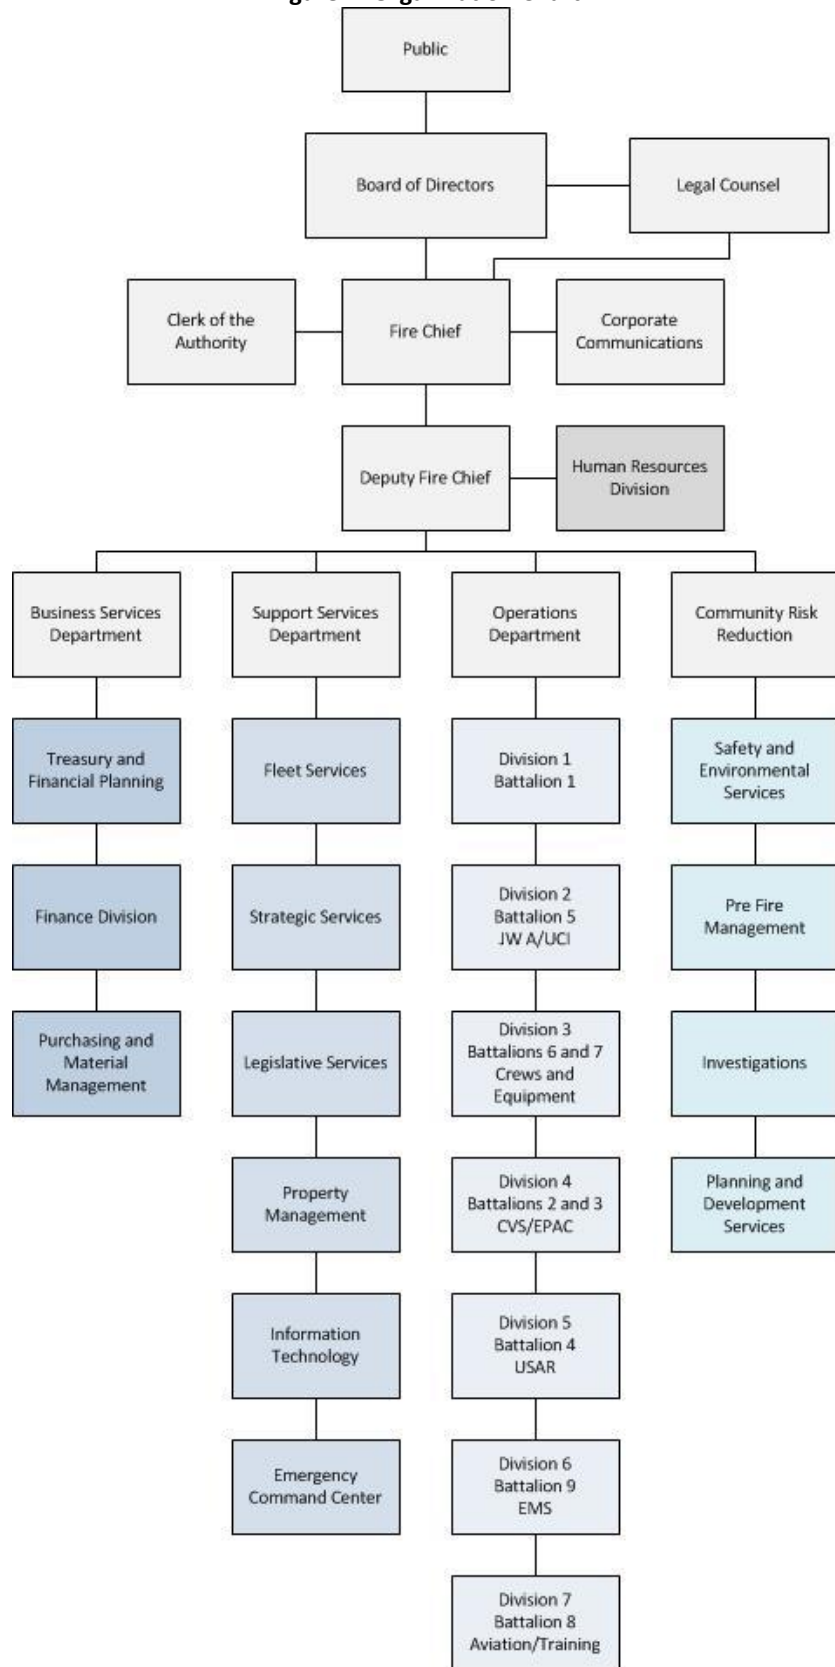 Public
Board of Directors
Legal Counsel
Clerk of the
Authority
Fire Chief
Corporate
Communications
Deputy Fire Chief
Human Resources
Division
Business Services
Department
Support Services
Department
Operations
Department
Community Risk
Reduction
Treasury and
Financial Planning
Fleet Services
Division 1
Battalion 1
Safety and
Environmental
Services
Finance Division
Strategic Services
Division 2
Battalion 5
JW A/UCI
Pre Fire
Management
Purchasing and
Material
Management
Legislative Services
Division 3
Battalions 6 and 7
Crews and
Equipment
Investigations
Property
Management
Division 4
Battalions 2 and 3
CVS/EPAC
Planning and
Development
Services
Information
Technology
Division 5
Battalion 4
USAR
Emergency
Command Center
Division 6
Battalion 9
EMS
Division 7
Battalion 8
Aviation/Training